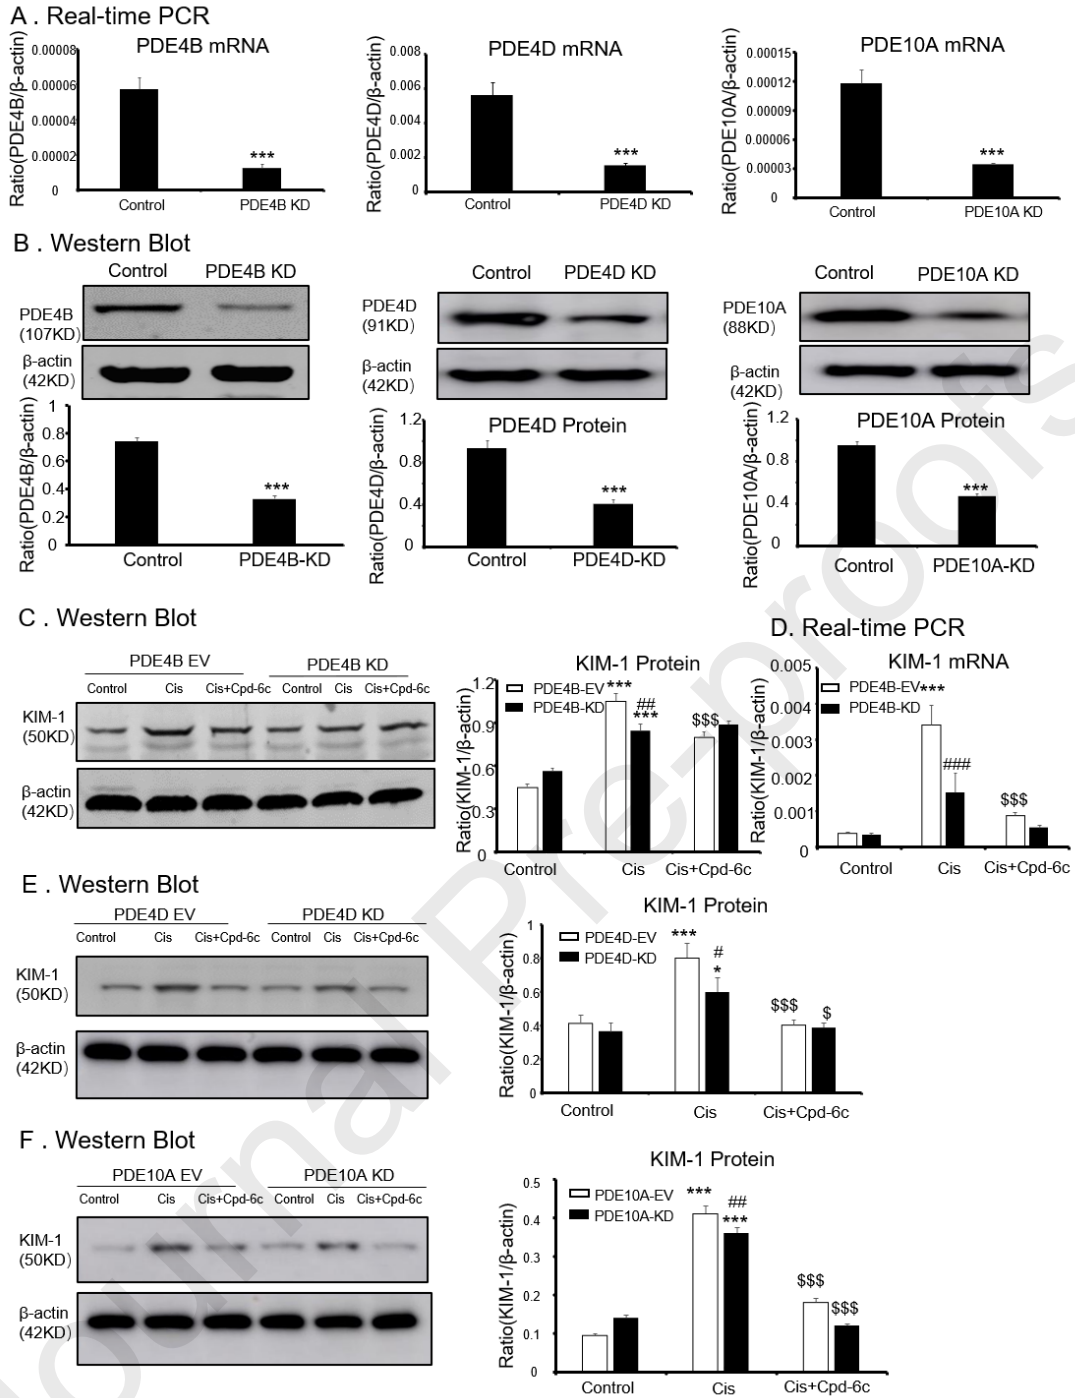 A . Real-time PCR
PDE4B mRNA
Ratio(PDE4B/β-actin)
0.00008
0.00006
0.00004
0.00002
0
***
Control
PDE4B KD
PDE4D mRNA
Ratio(PDE4D/β-actin)
0.008
0.006
0.004
0.002
0
***
Control
PDE4D KD
PDE10A mRNA
Ratio(PDE10A/β-actin)
0.00015
0.00012
0.00009
0.00006
0.00003
0
***
Control
PDE10A KD
B . Western Blot
Control PDE4B KD
PDE4B
(107KD)
β-actin
(42KD)
Ratio(PDE4B/β-actin)
1
0.8
0.6
0.4
0.2
0
***
Control
PDE4B-KD
Control PDE4D KD
PDE4D
(91KD)
β-actin
(42KD)
PDE4D Protein
Ratio(PDE4D/β-actin)
1.2
0.8
0.4
0
***
Control
PDE4D-KD
Control PDE10A KD
PDE10A
(88KD)
β-actin
(42KD)
PDE10A Protein
Ratio(PDE10A/β-actin)
1.2
0.8
0.4
0
***
Control
PDE10A-KD
C . Western Blot
PDE4B EV PDE4B KD
Control Cis Cis+Cpd-6c Control Cis Cis+Cpd-6c
KIM-1
(50KD)
β-actin
(42KD)
KIM-1 Protein
PDE4B-EV
PDE4B-KD
Ratio(KIM-1/β-actin)
1.2
0.9
0.6
0.3
0
***
##
***
$$$
Control
Cis
Cis+Cpd-6c
D. Real-time PCR
KIM-1 mRNA
PDE4B-EV
PDE4B-KD
Ratio(KIM-1/β-actin)
0.005
0.004
0.003
0.002
0.001
0
***
###
$$$
Control
Cis
Cis+Cpd-6c
E . Western Blot
PDE4D EV PDE4D KD
Control Cis Cis+Cpd-6c Control Cis Cis+Cpd-6c
KIM-1
(50KD)
β-actin
(42KD)
KIM-1 Protein
PDE4D-EV
PDE4D-KD
Ratio(KIM-1/β-actin)
1
0.8
0.6
0.4
0.2
0
***
#
*
$$$
$
Control
Cis
Cis+Cpd-6c
F . Western Blot
PDE10A EV PDE10A KD
Control Cis Cis+Cpd-6c Control Cis Cis+Cpd-6c
KIM-1
(50KD)
β-actin
(42KD)
KIM-1 Protein
PDE10A-EV
PDE10A-KD
Ratio(KIM-1/β-actin)
0.5
0.4
0.3
0.2
0.1
0
***
##
***
$$$
$$$
Control
Cis
Cis+Cpd-6c
Journal Pre-proofs